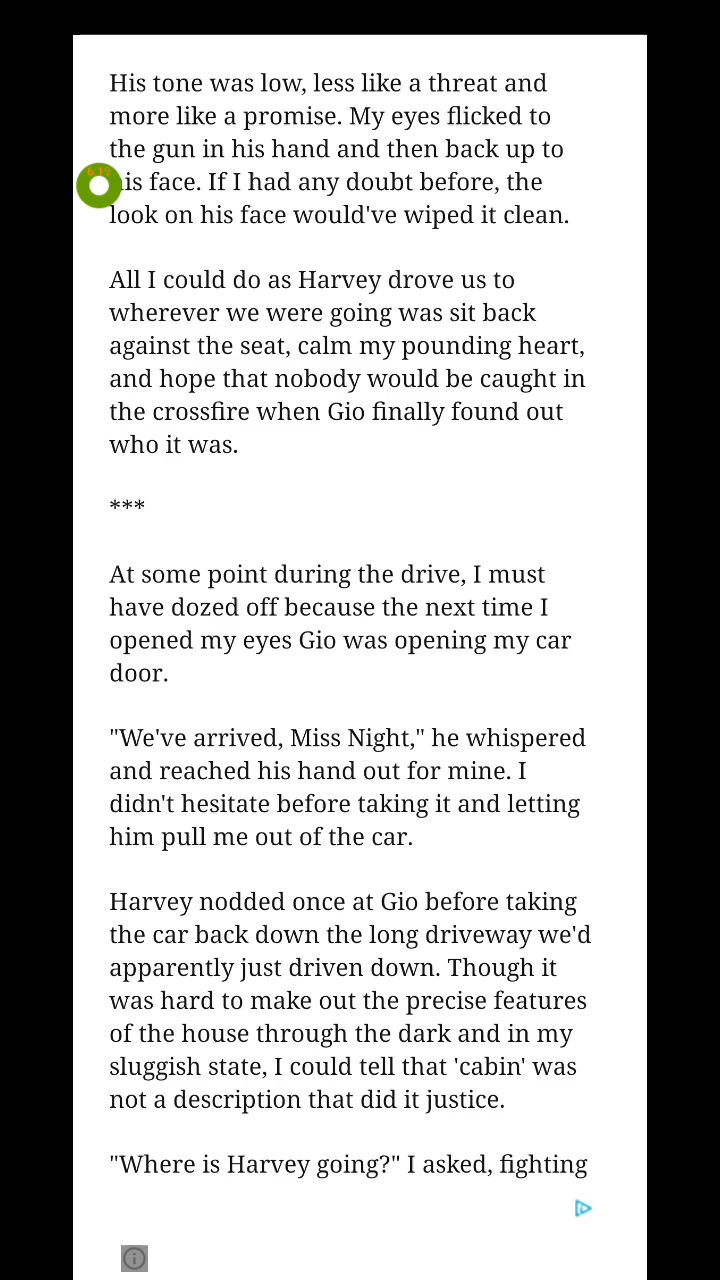 His tone was low, less like a threat and
more like a promise. My eyes flicked to
the gun in his hand and then back up to
6:19
his face. If I had any doubt before, the
look on his face would've wiped it clean.
All I could do as Harvey drove us to
wherever we were going was sit back
against the seat, calm my pounding heart,
and hope that nobody would be caught in
the crossfire when Gio finally found out
who it was.
***
At some point during the drive, I must
have dozed off because the next time I
opened my eyes Gio was opening my car
door.
"We've arrived, Miss Night," he whispered
and reached his hand out for mine. I
didn't hesitate before taking it and letting
him pull me out of the car.
Harvey nodded once at Gio before taking
the car back down the long driveway we'd
apparently just driven down. Though it
was hard to make out the precise features
of the house through the dark and in my
sluggish state, I could tell that 'cabin' was
not a description that did it justice.
"Where is Harvey going?" I asked, fighting